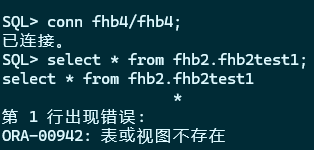 SQL> conn fhb4/fhb4;
已连接。
SQL> select * from fhb2.fhb2test1;
select * from fhb2.fhb2test1
*
第 1 行出现错误:
ORA-00942: 表或视图不存在